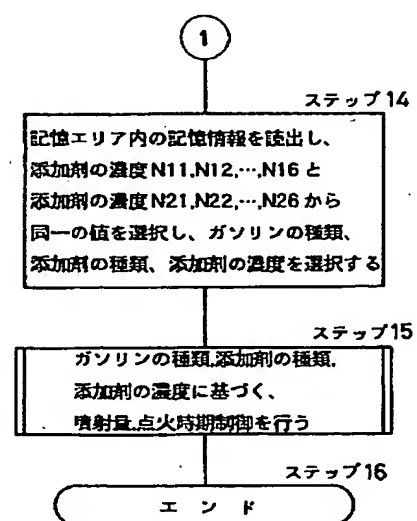 1
ステップ14
記憶エリア内の記憶情報を読出し、
添加剤の濃度N11,N12,…,N16と
添加剤の濃度N21,N22,…,N26から
同一の値を選択し、ガソリンの種類、
添加剤の種類、添加剤の濃度を選択する
ステップ15
ガソリンの種類,添加剤の種類,
添加剤の濃度に基づく、
噴射量,点火時期制御を行う
ステップ16
エンド